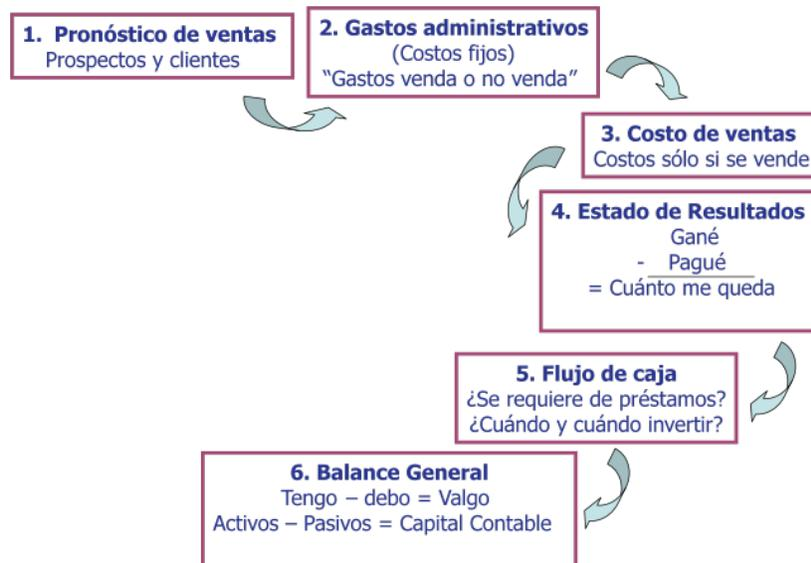 1. Pronóstico de ventas
Prospectos y clientes
2. Gastos administrativos
(Costos fijos)
“Gastos venda o no venda”
3. Costo de ventas
Costos sólo si se vende
4. Estado de Resultados
Gané
- Pagué
= Cuánto me queda
5. Flujo de caja
¿Se requiere de préstamos?
¿Cuándo y cuándo invertir?
6. Balance General
Tengo – debo = Valgo
Activos – Pasivos = Capital Contable